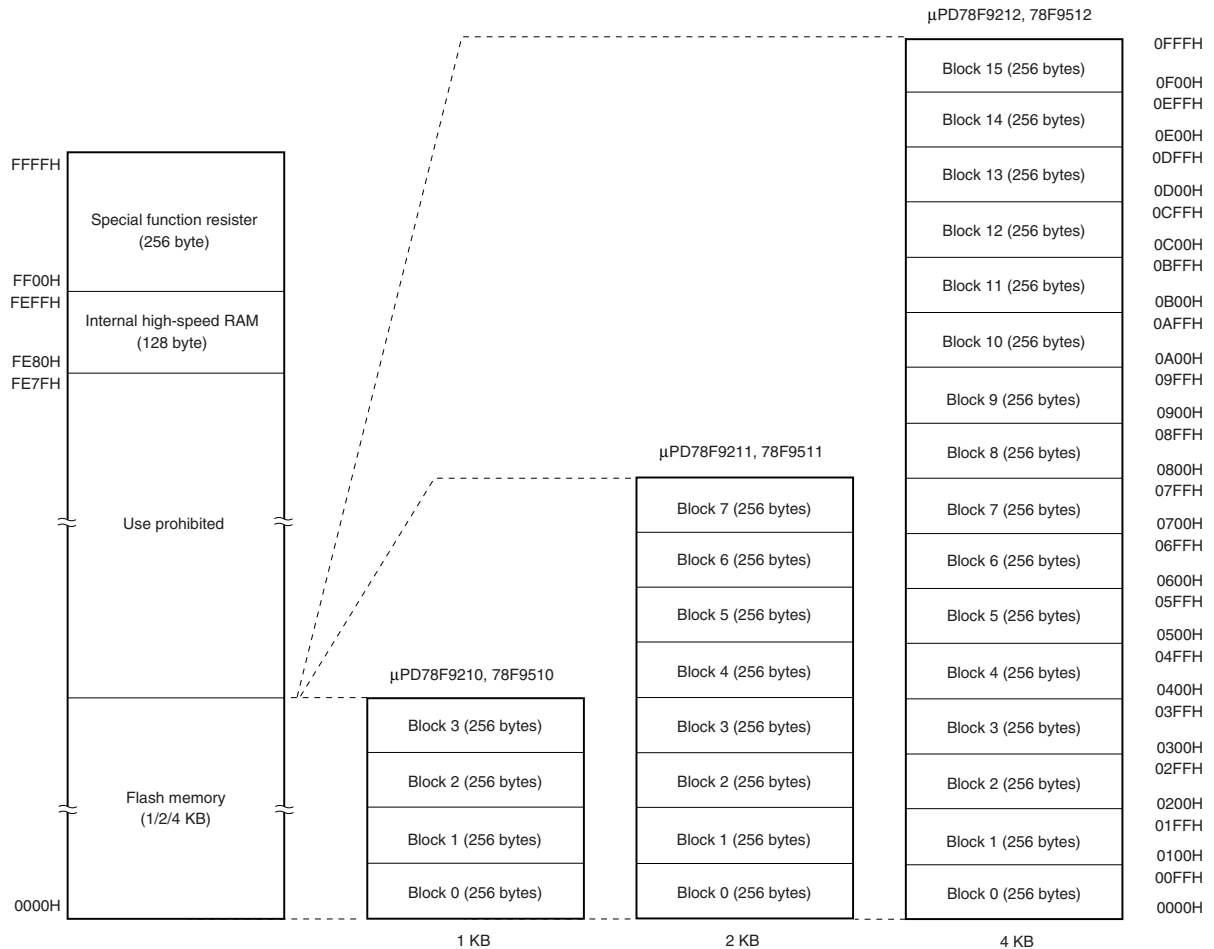 FFFFH
Special function resister
(256 byte)
FF00H
FEFFH
Internal high-speed RAM
(128 byte)
FE80H
FE7FH
Use prohibited
Flash memory
(1/2/4 KB)
0000H
μPD78F9210, 78F9510
Block 3 (256 bytes)
Block 2 (256 bytes)
Block 1 (256 bytes)
Block 0 (256 bytes)
1 KB
μPD78F9211, 78F9511
Block 7 (256 bytes)
Block 6 (256 bytes)
Block 5 (256 bytes)
Block 4 (256 bytes)
Block 3 (256 bytes)
Block 2 (256 bytes)
Block 1 (256 bytes)
Block 0 (256 bytes)
2 KB
μPD78F9212, 78F9512
Block 15 (256 bytes)
Block 14 (256 bytes)
Block 13 (256 bytes)
Block 12 (256 bytes)
Block 11 (256 bytes)
Block 10 (256 bytes)
Block 9 (256 bytes)
Block 8 (256 bytes)
Block 7 (256 bytes)
Block 6 (256 bytes)
Block 5 (256 bytes)
Block 4 (256 bytes)
Block 3 (256 bytes)
Block 2 (256 bytes)
Block 1 (256 bytes)
Block 0 (256 bytes)
4 KB
0FFFH
0F00H
0EFFH
0E00H
0DFFH
0D00H
0CFFH
0C00H
0BFFH
0B00H
0AFFH
0A00H
09FFH
0900H
08FFH
0800H
07FFH
0700H
06FFH
0600H
05FFH
0500H
04FFH
0400H
03FFH
0300H
02FFH
0200H
01FFH
0100H
00FFH
0000H